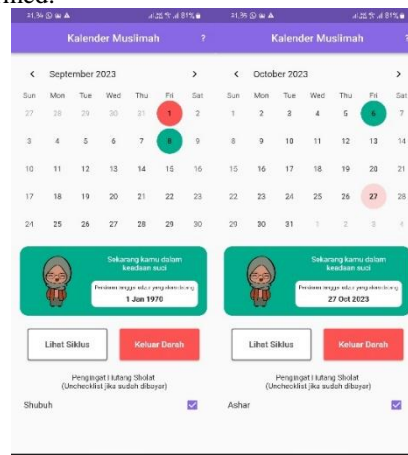 21.34 81%
Kalender Muslimah ?
< September 2023 >
Sun Mon Tue Wed Thu Fri Sat
27 28 29 30 31 1 2
3 4 5 6 7 8 9
10 11 12 13 14 15 16
17 18 19 20 21 22 23
24 25 26 27 28 29 30
Sekarang kamu dalam
keadaan suci
1 Jan 1970
Lihat Siklus Keluar Darah
Pengingat Hutang Sholat
(Unchecklist jika sudah dibayar)
Shubuh
81%
Kalender Muslimah ?
< October 2023 >
Sun Mon Tue Wed Thu Fri Sat
1 2 3 4 5 6 7
8 9 10 11 12 13 14
15 16 17 18 19 20 21
22 23 24 25 26 27 28
29 30 31 1 2 3 4
Sekarang kamu dalam
keadaan suci
27 Oct 2023
Lihat Siklus Keluar Darah
Pengingat Hutang Sholat
(Unchecklist jika sudah dibayar)
Ashar